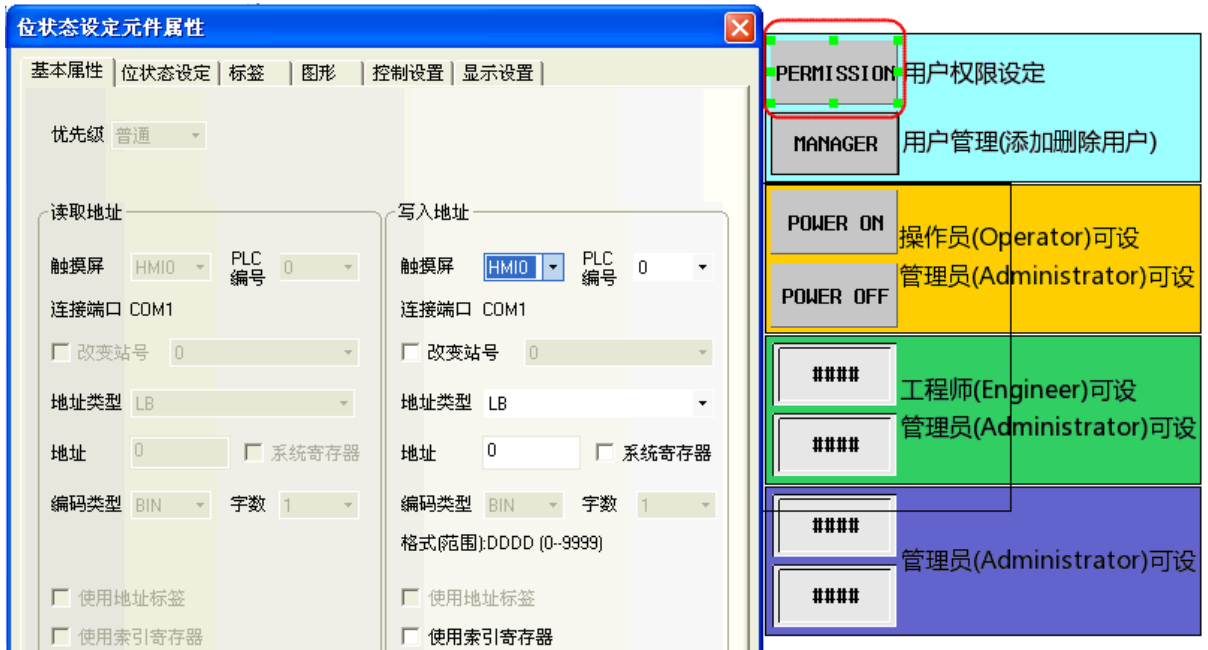 位状态设定元件属性
基本属性 位状态设定 标签 图形 控制设置 显示设置
优先级 普通
读取地址
触摸屏 HMI0 PLC编号 0
连接端口 COM1
改变站号 0
地址类型 LB
地址 0 系统寄存器
编码类型 BIN 字数 1
使用地址标签
使用索引寄存器
写入地址
触摸屏 HMI0 PLC编号 0
连接端口 COM1
改变站号 0
地址类型 LB
地址 0 系统寄存器
编码类型 BIN 字数 1
格式(范围):DDDD (0--9999)
使用地址标签
使用索引寄存器
PERMISSION 用户权限设定
MANAGER 用户管理(添加删除用户)
POWER ON 操作员(Operator)可设
POWER OFF 管理员(Administrator)可设
#### 工程师(Engineer)可设
#### 管理员(Administrator)可设
####
管理员(Administrator)可设
####